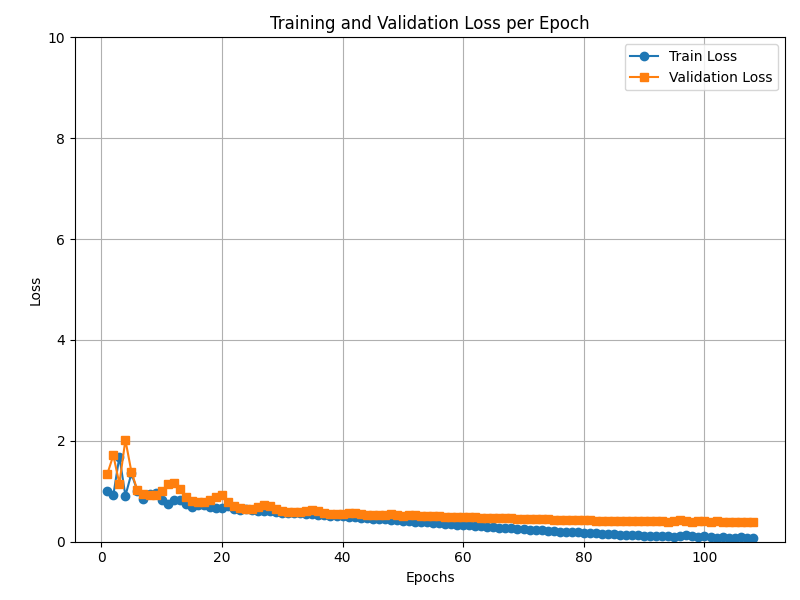 Training and Validation Loss per Epoch
Train Loss
Validation Loss
10
8
6
4
2
0
Loss
0 20 40 60 80 100
Epochs